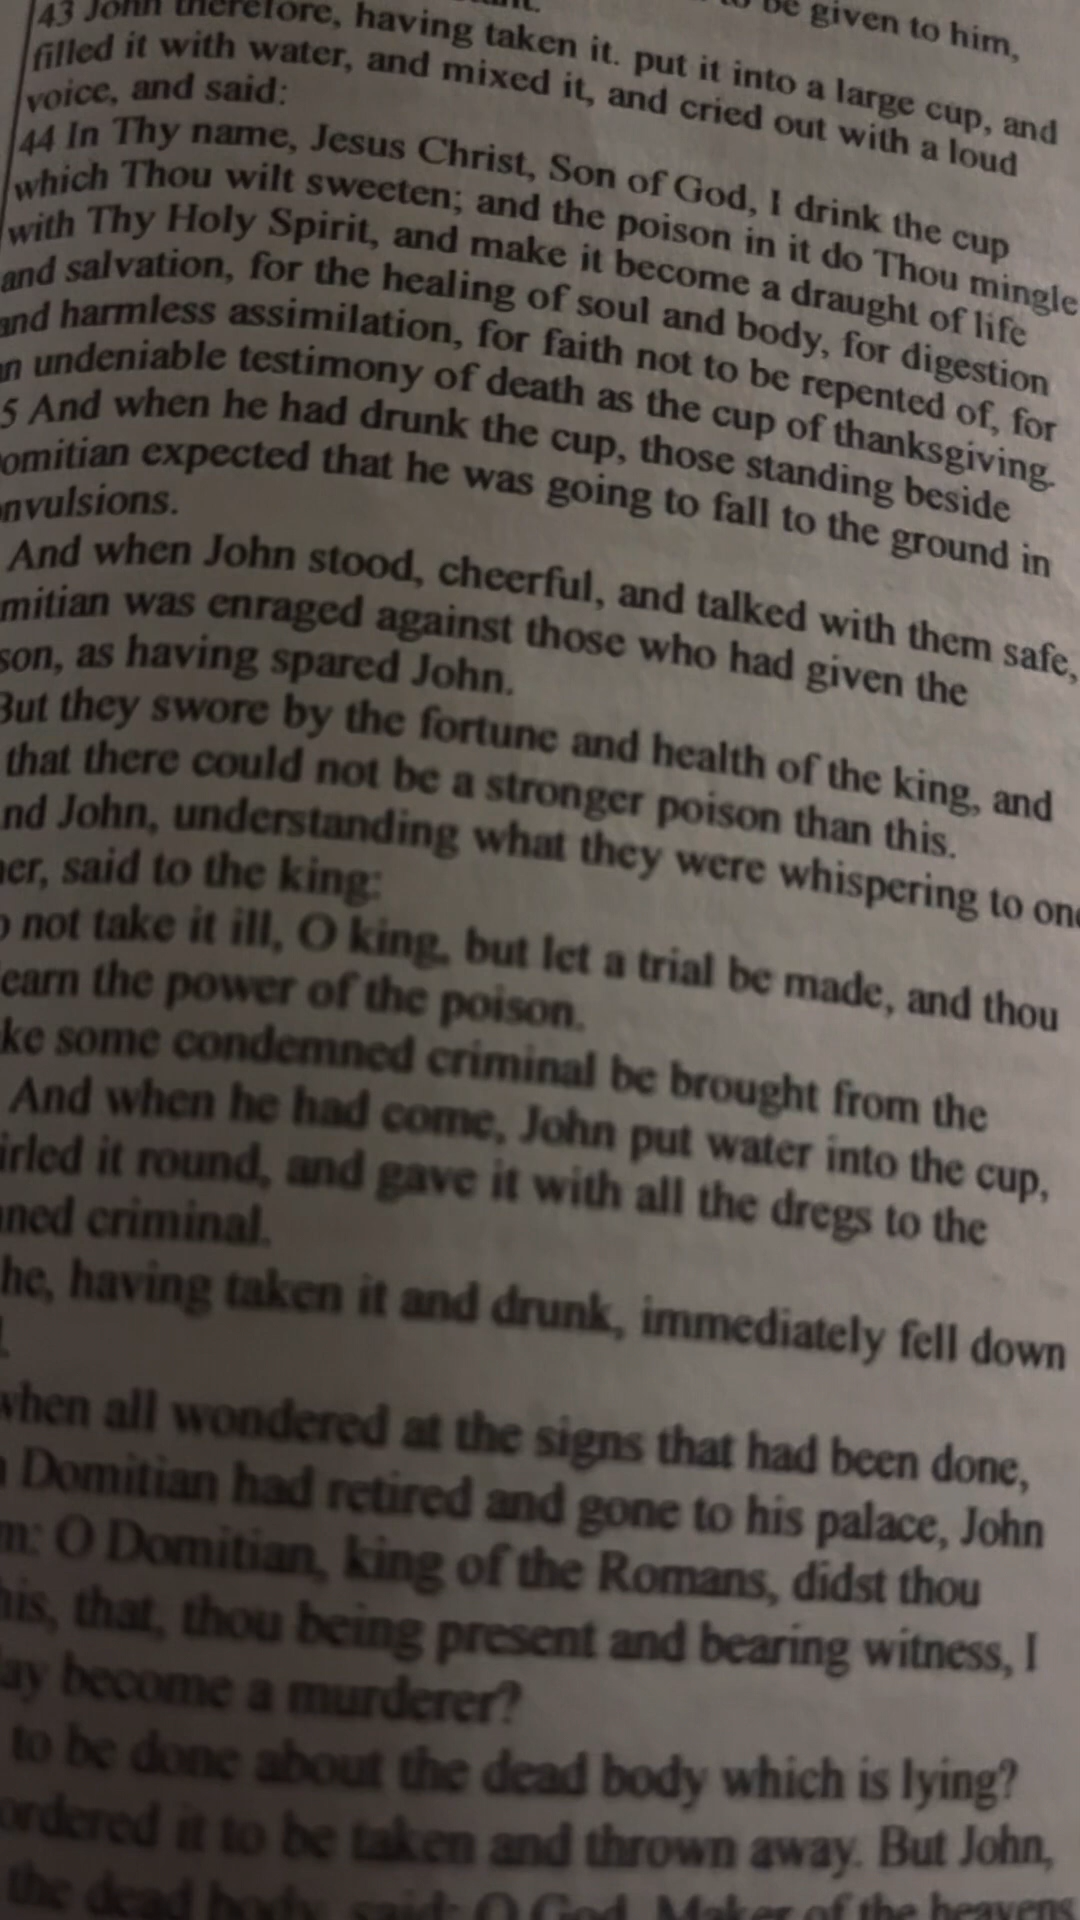 be given to him,
43 John therefore, having taken it. put it into a large cup, and
filled it with water, and mixed it, and cried out with a loud
voice, and said:
44 In Thy name, Jesus Christ, Son of God, I drink the cup
which Thou wilt sweeten; and the poison in it do Thou mingle
with Thy Holy Spirit, and make it become a draught of life
and salvation, for the healing of soul and body, for digestion
and harmless assimilation, for faith not to be repented of, for
n undeniable testimony of death as the cup of thanksgiving.
5 And when he had drunk the cup, those standing beside
omitian expected that he was going to fall to the ground in
nvulsions.
And when John stood, cheerful, and talked with them safe,
mitian was enraged against those who had given the
son, as having spared John.
But they swore by the fortune and health of the king, and
that there could not be a stronger poison than this.
nd John, understanding what they were whispering to one
er, said to the king:
o not take it ill, O king, but let a trial be made, and thou
earn the power of the poison.
ke some condemned criminal be brought from the
And when he had come, John put water into the cup,
irled it round, and gave it with all the dregs to the
ned criminal.
he, having taken it and drunk, immediately fell down
when all wondered at the signs that had been done,
Domitian had retired and gone to his palace, John
m: O Domitian, king of the Romans, didst thou
his, that, thou being present and bearing witness, I
ay become a murderer?
to be done about the dead body which is lying?
ordered it to be taken and thrown away. But John,
the dead body, said: O God, Maker of the heavens